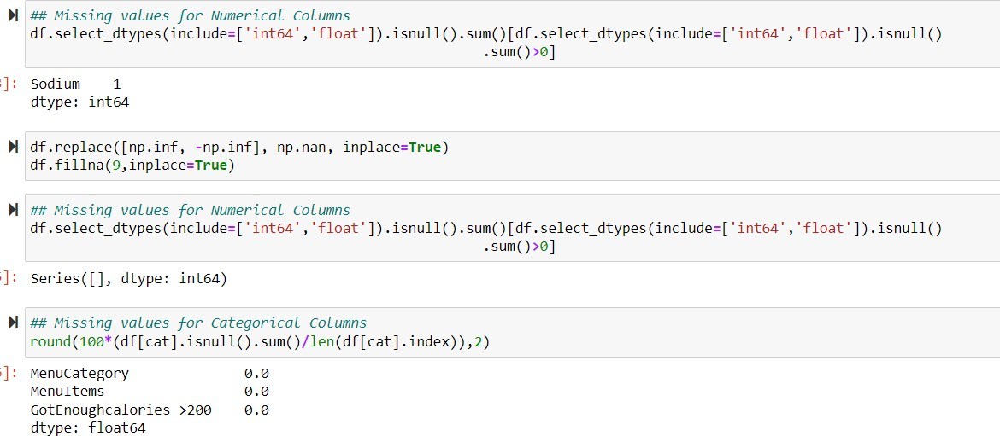 ## Missing values for Numerical Columns
df.select_dtypes(include=['int64','float']).isnull().sum()[df.select_dtypes(include=['int64','float']).isnull()
.sum()>0]
]:
Sodium    1
dtype: int64
df.replace([np.inf, -np.inf], np.nan, inplace=True)
df.fillna(9,inplace=True)
## Missing values for Numerical Columns
df.select_dtypes(include=['int64','float']).isnull().sum()[df.select_dtypes(include=['int64','float']).isnull()
.sum()>0]
]: Series([], dtype: int64)
## Missing values for Categorical Columns
round(100*(df[cat].isnull().sum()/len(df[cat].index)),2)
]: MenuCategory              0.0
MenuItems                 0.0
GotEnoughcalories >200    0.0
dtype: float64